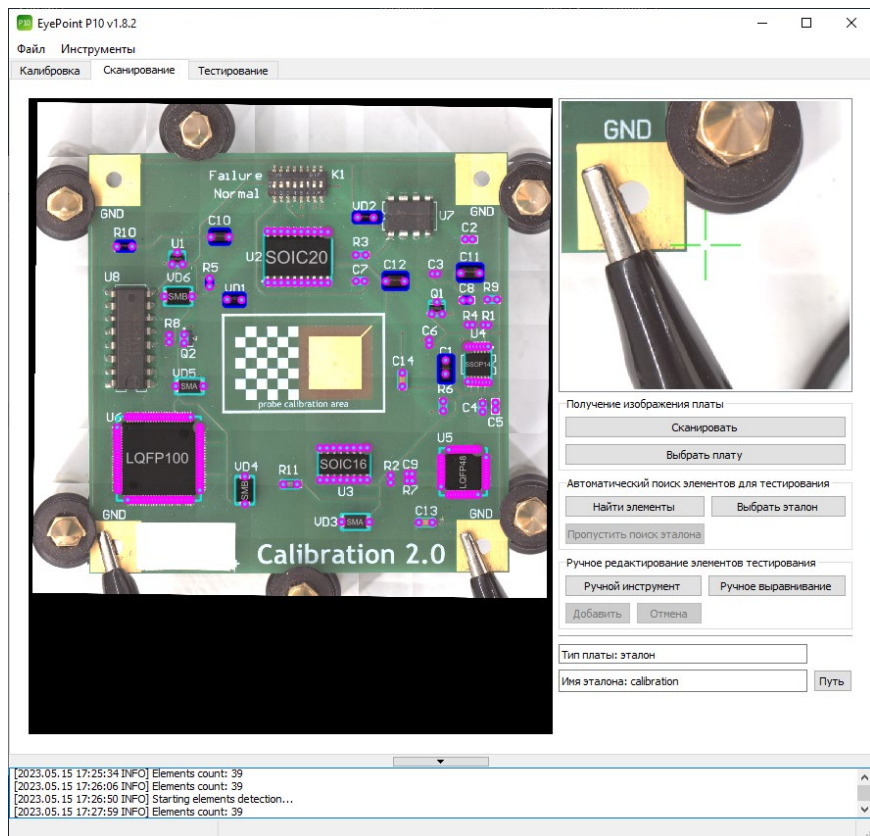 EyePoint P10 v1.8.2
Файл Инструменты
Калибровка Сканирование Тестирование
Failure K1
Normal
GND
VD2
U7
GND
R10
U1
C10
U2
SOIC20
R3
C2
U8
VD6
SMB
R5
VD1
C7
C12
C3
C11
Q1
C8
R9
R8
Q2
R4
R1
U4
C6
C14
C1
SSOP14
VD5
SMA
probe calibration area
R6
C4
C5
U6
LQFP100
VD4
SMB
R11
SOIC16
U3
R2
C9
R7
U5
LQFP48
GND
VD3
SMA
C13
GND
Calibration 2.0
GND
Получение изображения платы
Сканировать
Выбрать плату
Автоматический поиск элементов для тестирования
Найти элементы Выбрать эталон
Пропустить поиск эталона
Ручное редактирование элементов тестирования
Ручной инструмент Ручное выравнивание
Добавить Отмена
Тип платы: эталон
Имя эталона: calibration Путь
[2023.05.15 17:25:34 INFO] Elements count: 39
[2023.05.15 17:26:06 INFO] Elements count: 39
[2023.05.15 17:26:50 INFO] Starting elements detection...
[2023.05.15 17:27:59 INFO] Elements count: 39